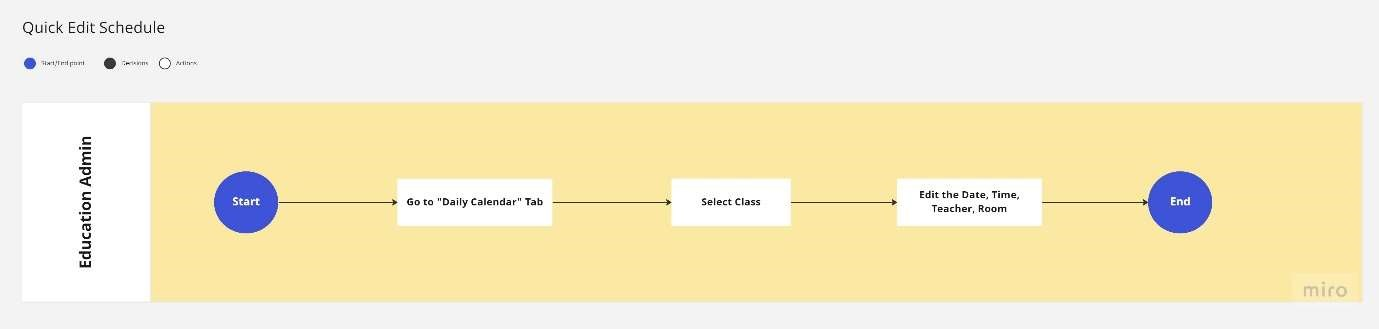 Quick Edit Schedule
Start/End point
Decisions
Actions
Education Admin
Start
Go to "Daily Calendar" Tab
Select Class
Edit the Date, Time,
Teacher, Room
End
miro